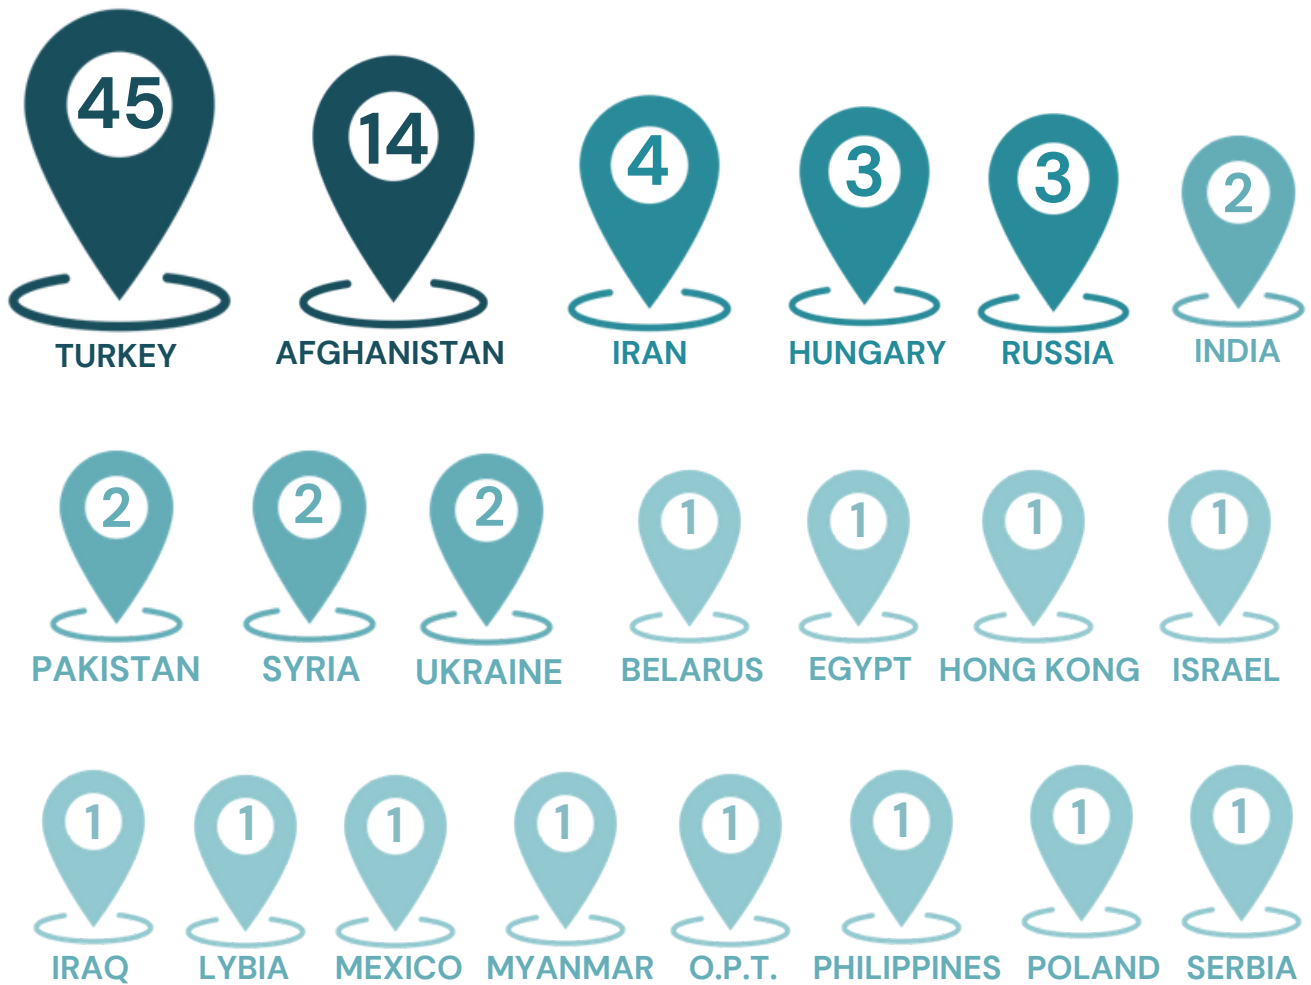 45 14 4 3 3 2
TURKEY AFGHANISTAN IRAN HUNGARY RUSSIA INDIA
2 2 2 1 1 1 1
PAKISTAN SYRIA UKRAINE BELARUS EGYPT HONG KONG ISRAEL
1 1 1 1 1 1 1 1
IRAQ LYBIA MEXICO MYANMAR O.P.T. PHILIPPINES POLAND SERBIA